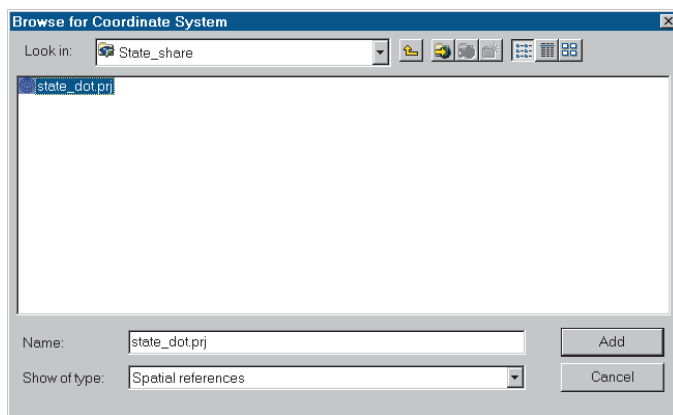 Browse for Coordinate System
Look in: State_share
state_dot.prj
Name: state_dot.prj Add
Show of type: Spatial references Cancel